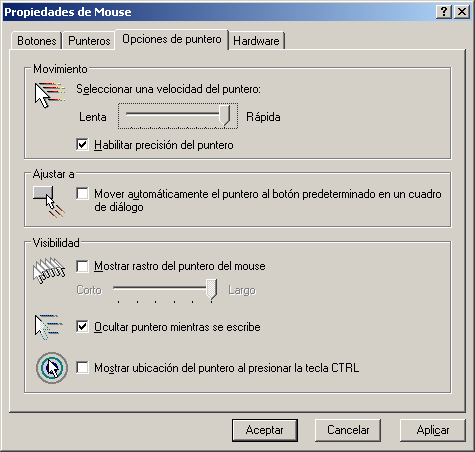 Propiedades de Mouse
Botones Punteros Opciones de puntero Hardware
Movimiento
Seleccionar una velocidad del puntero:
Lenta Rápida
Habilitar precisión del puntero
Ajustar a
Mover automáticamente el puntero al botón predeterminado en un cuadro
de diálogo
Visibilidad
Mostrar rastro del puntero del mouse
Corto Largo
Ocultar puntero mientras se escribe
Mostrar ubicación del puntero al presionar la tecla CTRL
Aceptar Cancelar Aplicar